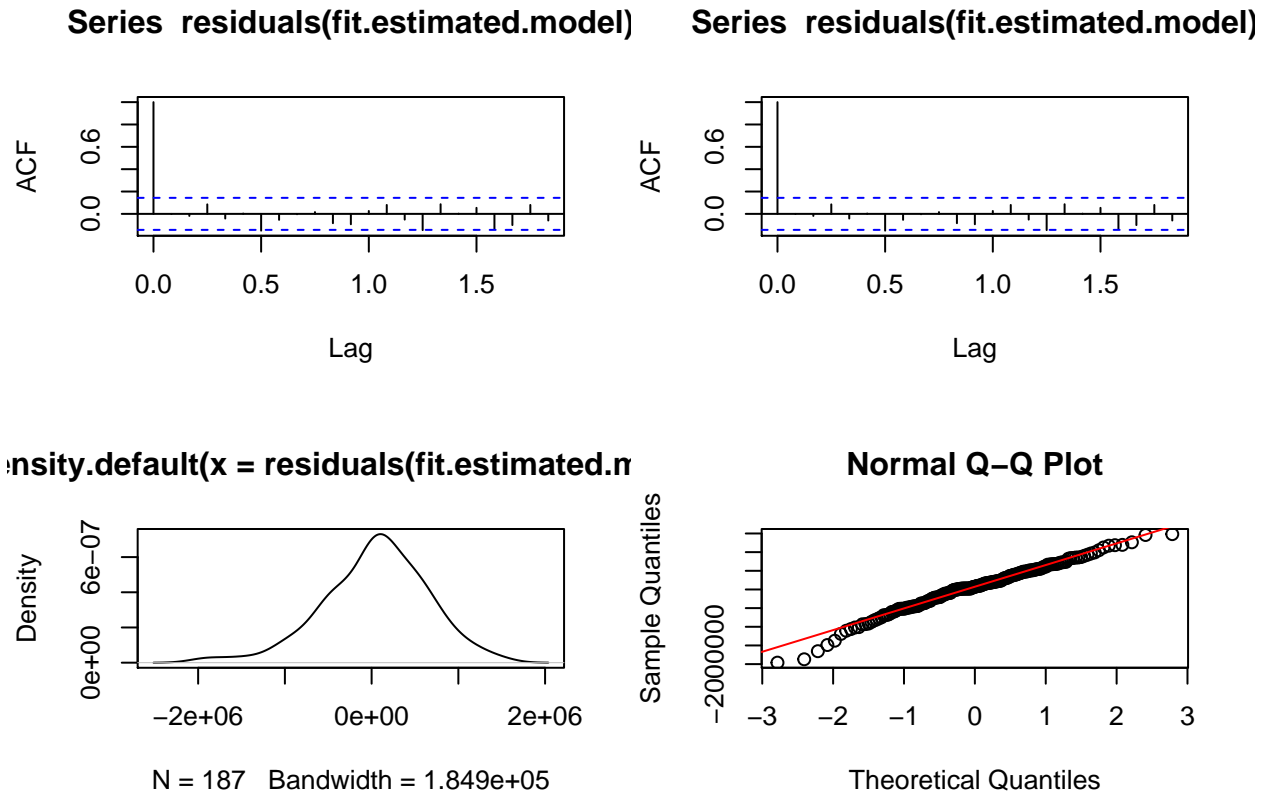 Series  residuals(fit.estimated.model)
ACF
0.0 0.6
0.0 0.5 1.0 1.5
Lag
Series  residuals(fit.estimated.model)
ACF
0.0 0.6
0.0 0.5 1.0 1.5
Lag
ensity.default(x = residuals(fit.estimated.m
Density
0e+00 6e−07
−2e+06 0e+00 2e+06
N = 187   Bandwidth = 1.849e+05
Normal Q−Q Plot
Sample Quantiles
−2000000
−3 −2 −1 0 1 2 3
Theoretical Quantiles